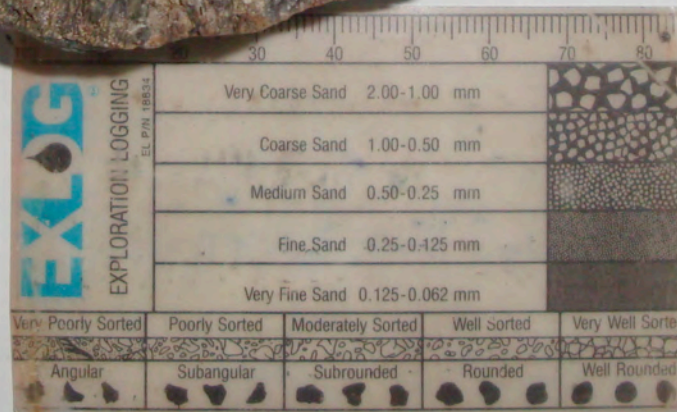 20 30 40 50 60 70 80
EXLOG
EXPLORATION LOGGING
EL P/N 18834
Very Coarse Sand 2.00-1.00 mm
Coarse Sand 1.00-0.50 mm
Medium Sand 0.50-0.25 mm
Fine Sand 0.25-0.125 mm
Very Fine Sand 0.125-0.062 mm
Very Poorly Sorted Poorly Sorted Moderately Sorted Well Sorted Very Well Sorte
Angular Subangular Subrounded Rounded Well Rounded